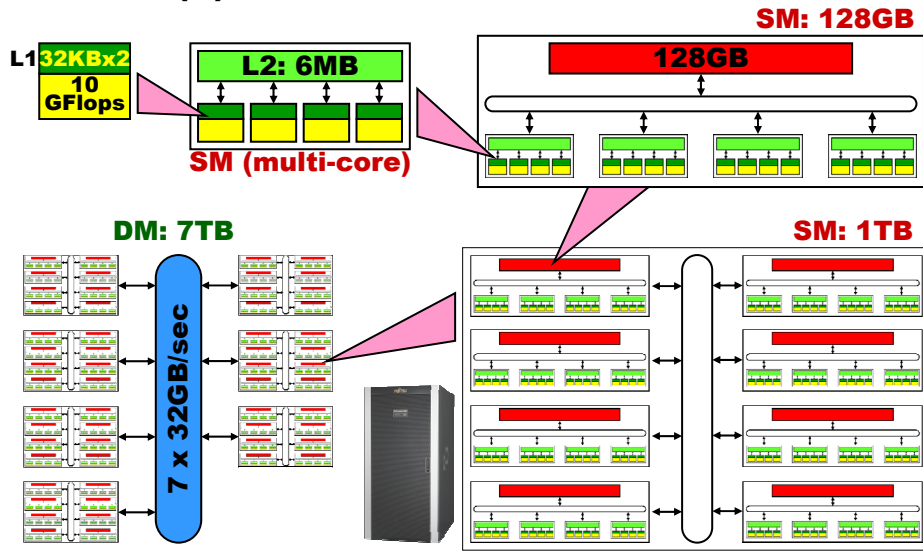 SM: 128GB
L1
32KBx2
10
GFlops
L2: 6MB
SM (multi-core)
128GB
DM: 7TB
SM: 1TB
7 x 32GB/sec